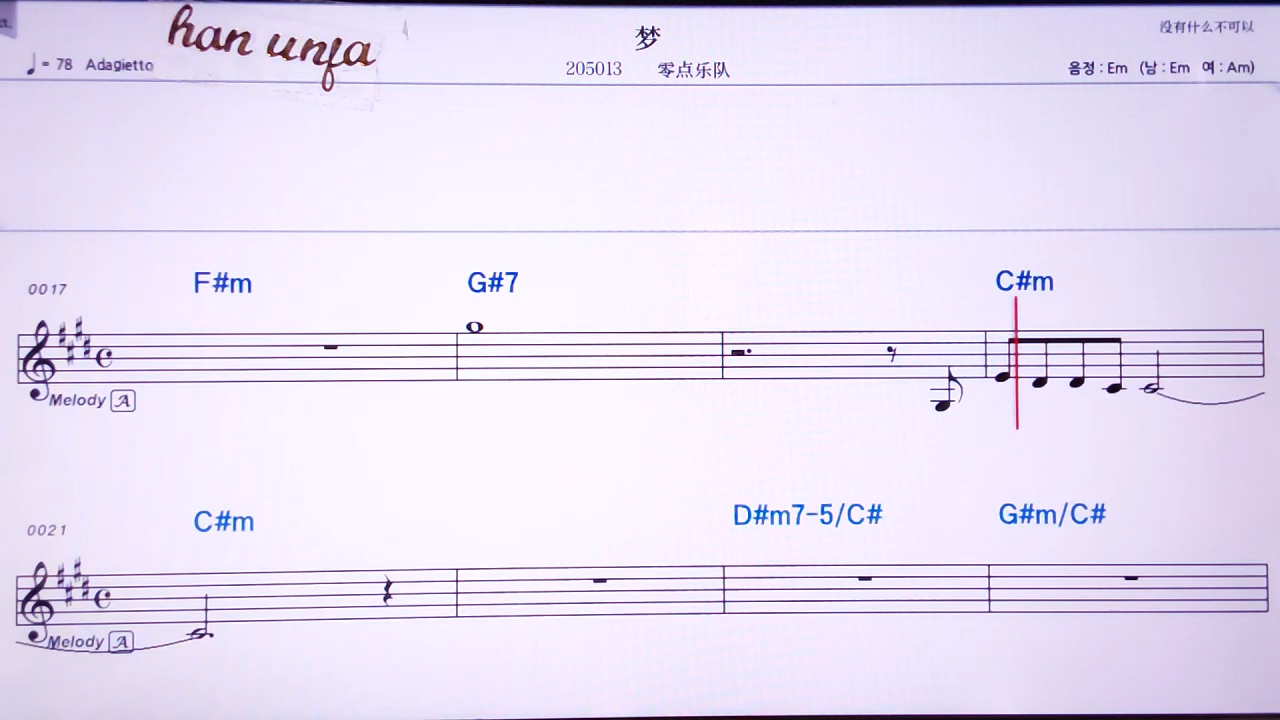 han unfa
梦
没有什么不可以
= 78 Adagietto
205013 零点乐队
음정 : Em (남 : Em 여 : Am)
F#m G#7 C#m
0017
Melody A
C#m D#m7-5/C# G#m/C#
0021
Melody A